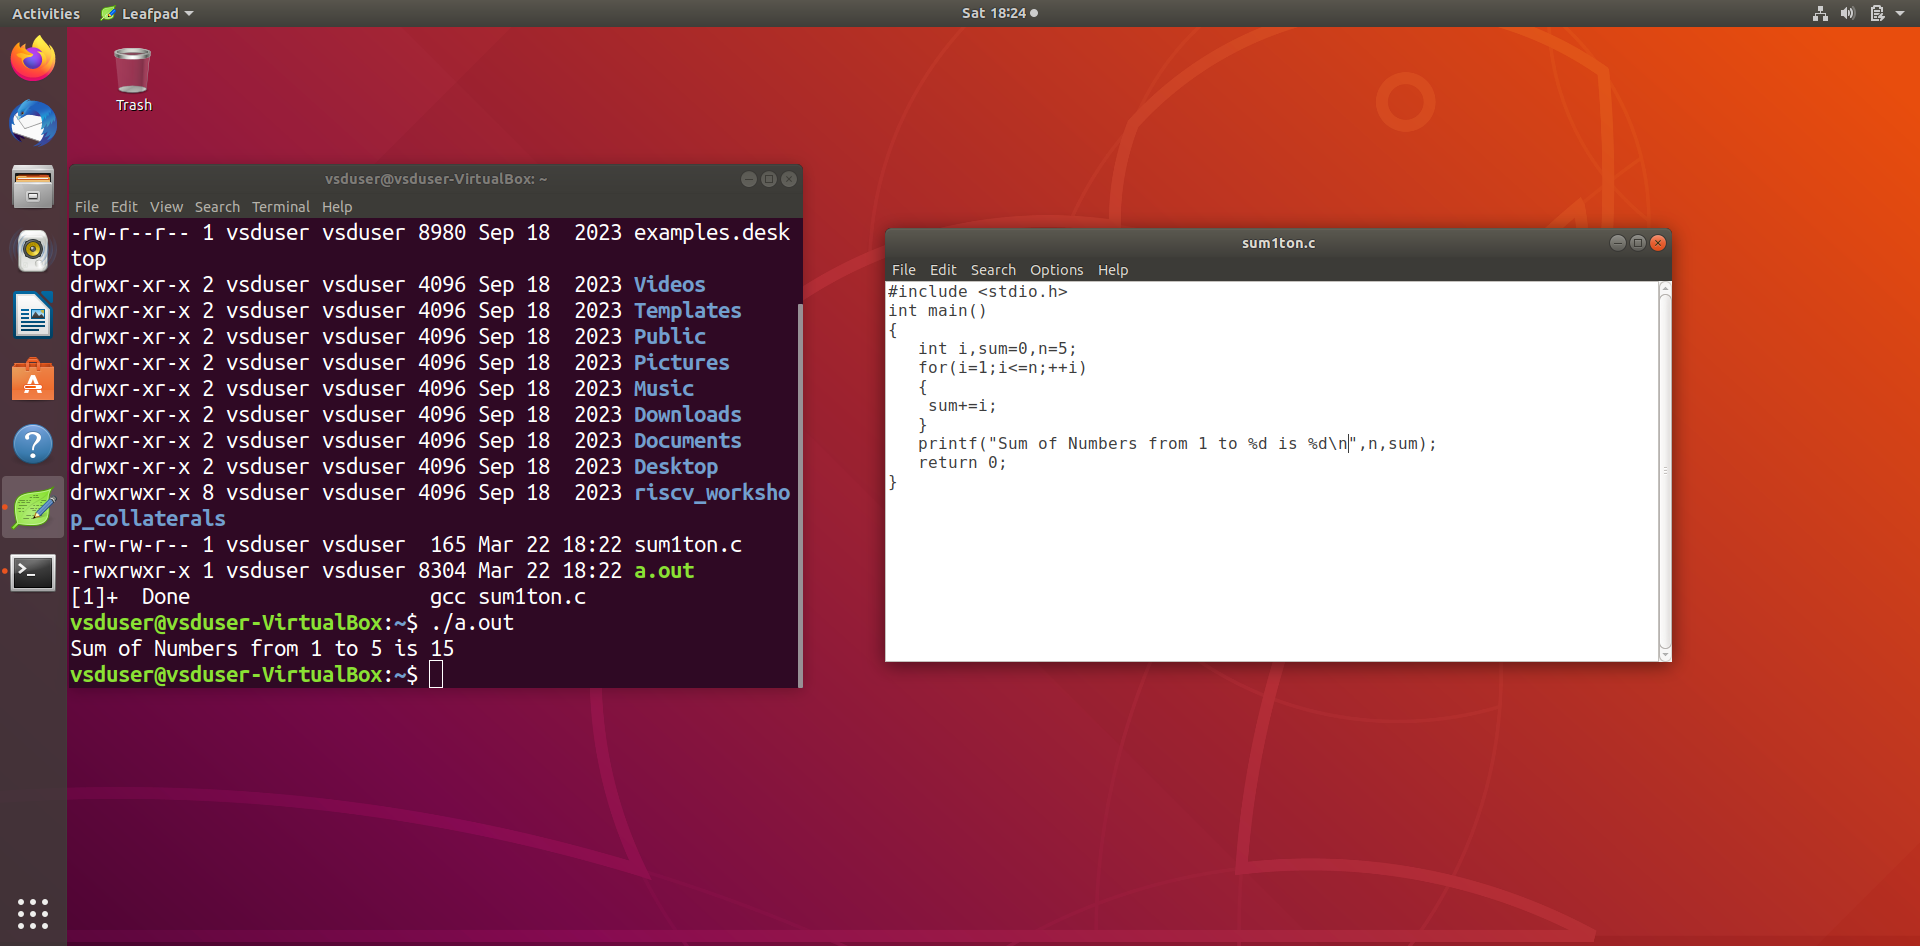 Activities
Leafpad
Sat 18:24
Trash
vsduser@vsduser-VirtualBox: ~
File Edit View Search Terminal Help
-rw-r--r-- 1 vsduser vsduser 8980 Sep 18  2023 examples.desk
top
drwxr-xr-x 2 vsduser vsduser 4096 Sep 18  2023 Videos
drwxr-xr-x 2 vsduser vsduser 4096 Sep 18  2023 Templates
drwxr-xr-x 2 vsduser vsduser 4096 Sep 18  2023 Public
drwxr-xr-x 2 vsduser vsduser 4096 Sep 18  2023 Pictures
drwxr-xr-x 2 vsduser vsduser 4096 Sep 18  2023 Music
drwxr-xr-x 2 vsduser vsduser 4096 Sep 18  2023 Downloads
drwxr-xr-x 2 vsduser vsduser 4096 Sep 18  2023 Documents
drwxr-xr-x 2 vsduser vsduser 4096 Sep 18  2023 Desktop
drwxrwxr-x 8 vsduser vsduser 4096 Sep 18  2023 riscv_worksho
p_collaterals
-rw-rw-r-- 1 vsduser vsduser  165 Mar 22 18:22 sum1ton.c
-rwxrwxr-x 1 vsduser vsduser 8304 Mar 22 18:22 a.out
[1]+  Done                    gcc sum1ton.c
vsduser@vsduser-VirtualBox:~$ ./a.out
Sum of Numbers from 1 to 5 is 15
vsduser@vsduser-VirtualBox:~$
sum1ton.c
File Edit Search Options Help
#include <stdio.h>
int main()
{
   int i,sum=0,n=5;
   for(i=1;i<=n;++i)
   {
    sum+=i;
   }
   printf("Sum of Numbers from 1 to %d is %d\n",n,sum);
   return 0;
}